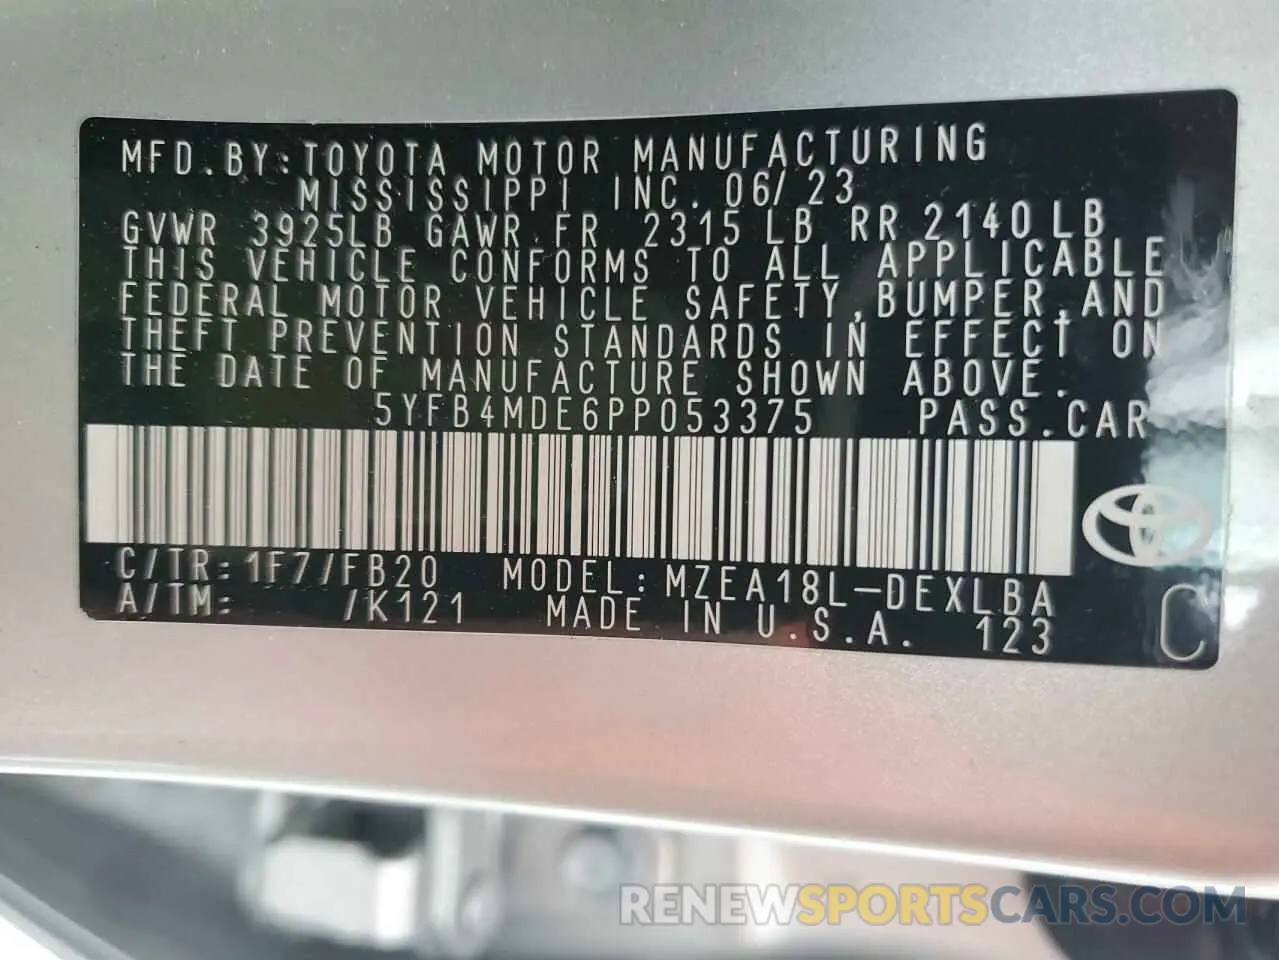 MFD.BY:TOYOTA MOTOR MANUFACTURING
MISSISSIPPI INC. 06/23
GVWR 3925LB GAWR FR 2315 LB RR 2140LB
THIS VEHICLE CONFORMS TO ALL APPLICABLE
FEDERAL MOTOR VEHICLE SAFETY,BUMPER,AND
THEFT PREVENTION STANDARDS IN EFFECT ON
THE DATE OF MANUFACTURE SHOWN ABOVE.
5YFB4MDE6PP053375 PASS.CAR
C/TR:1F7/FB20 MODEL:MZEA18L-DEXLBA
A/TM: /K121 MADE IN U.S.A. 123
C
RENEWSPORTSCARS.COM